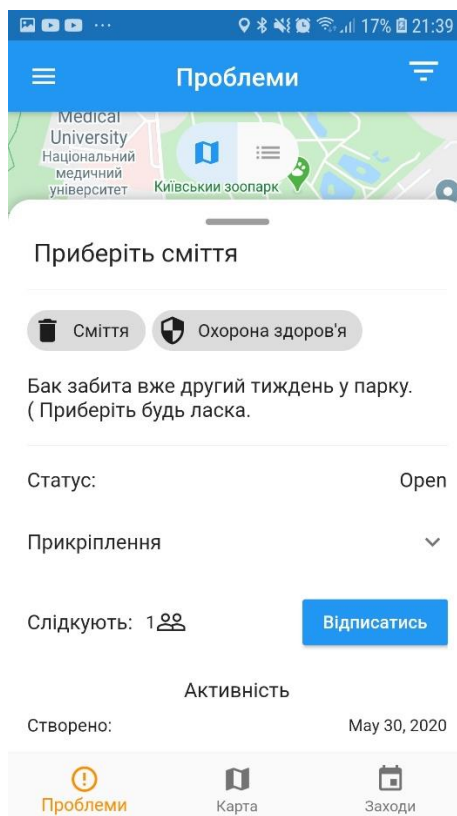 17% 21:39
Проблеми
Medical
University
Національний
медичний
університет
Київський зоопарк
Приберіть сміття
Сміття
Охорона здоров'я
Бак забита вже другий тиждень у парку.
( Приберіть будь ласка.
Статус: Open
Прикріплення
Слідкують: 1
Відписатись
Активність
Створено: May 30, 2020
Проблеми
Карта
Заходи